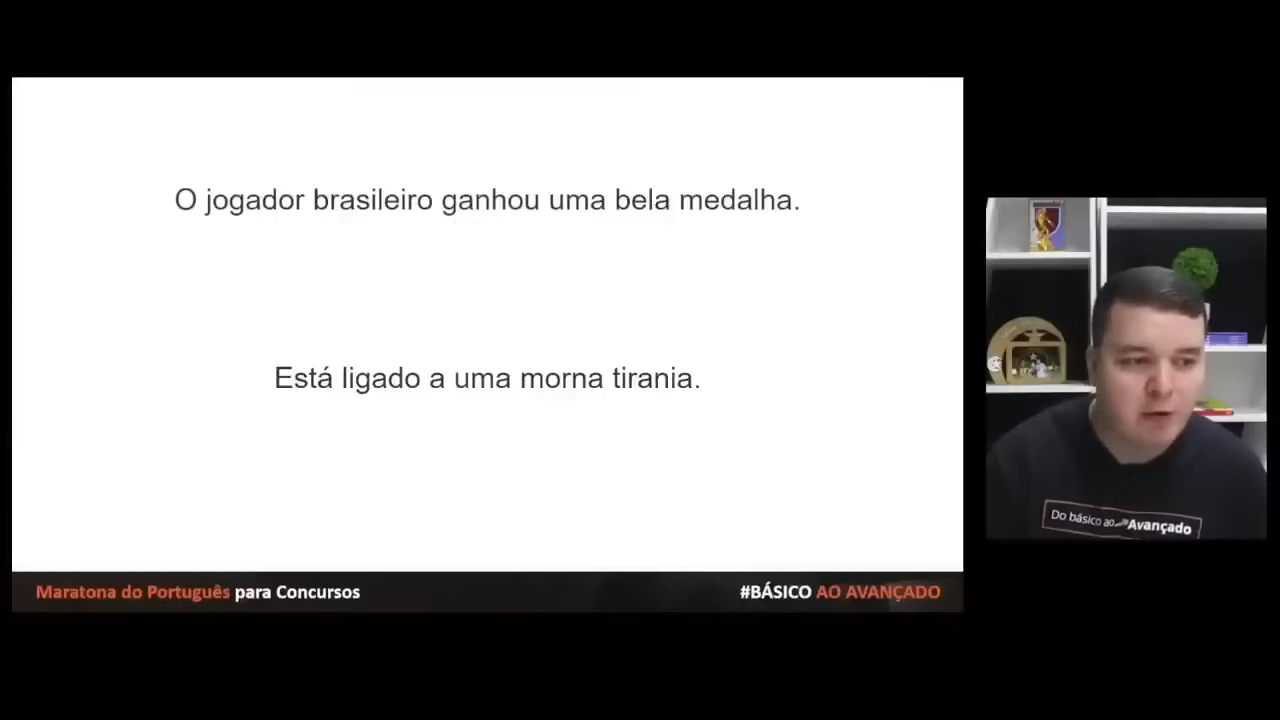 O jogador brasileiro ganhou uma bela medalha.
Está ligado a uma morna tirania.
Do básico ao Avançado
Maratona do Português para Concursos
#BÁSICO AO AVANÇADO